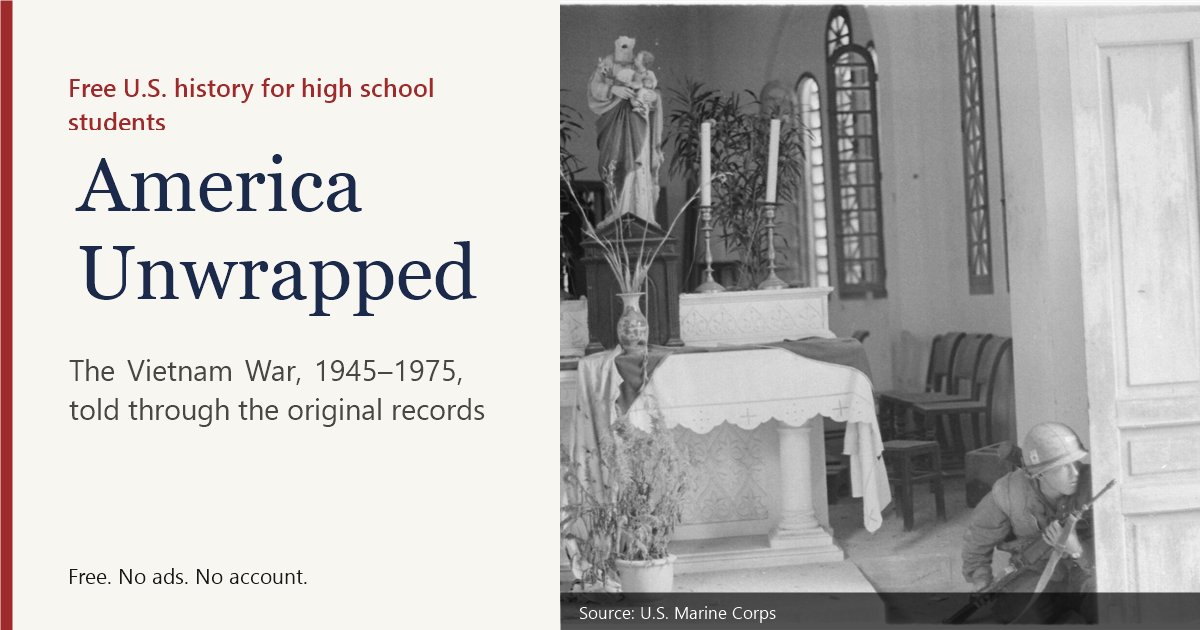 Free U.S. history for high school
students
America
Unwrapped
The Vietnam War, 1945–1975,
told through the original records
Free. No ads. No account.
Source: U.S. Marine Corps